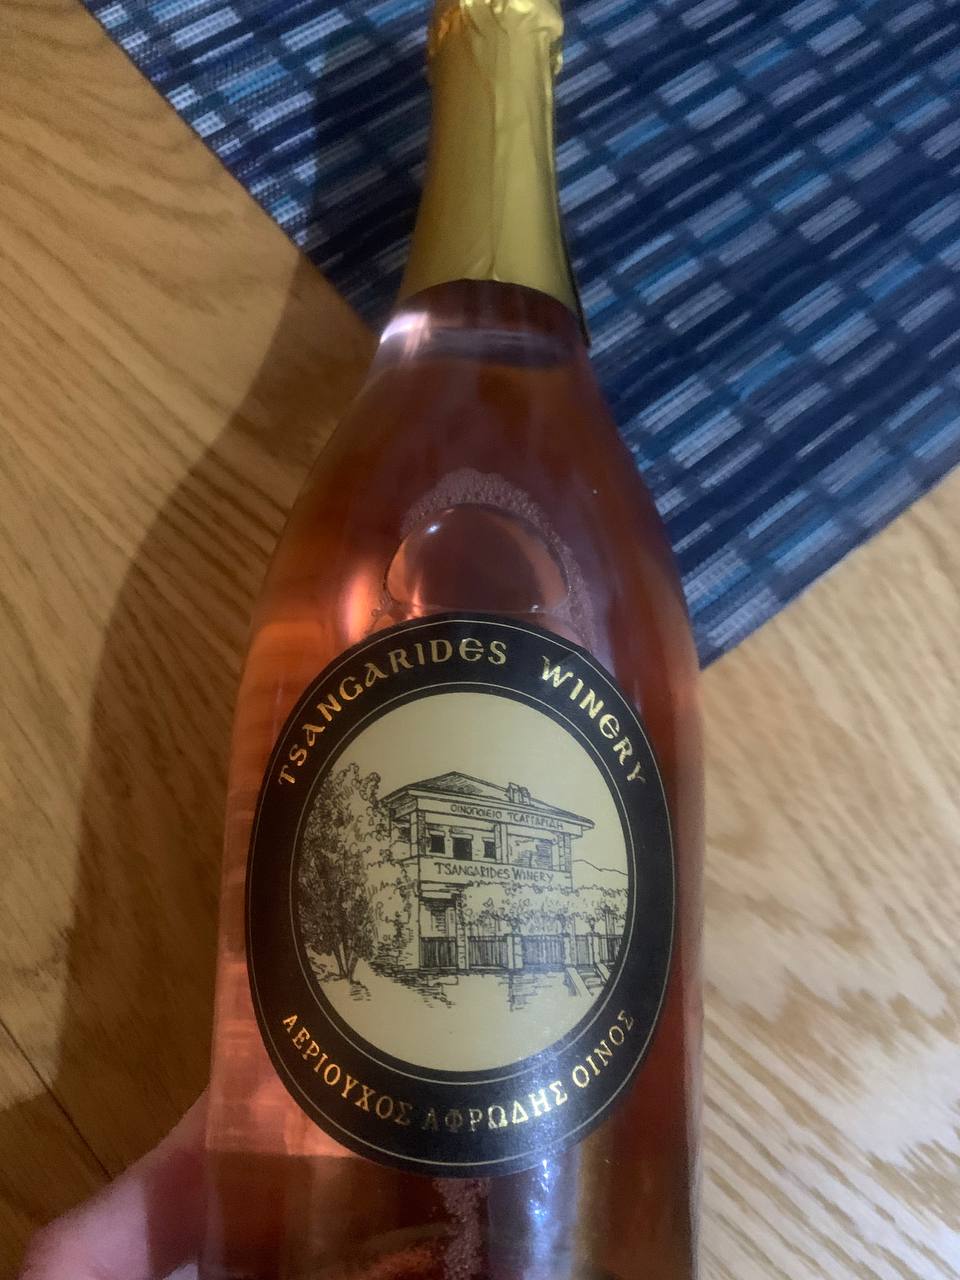 TSANGARIDES WINERY
ΟΙΝΟΠΟΙΕΙΟ ΤΣΑΓΓΑΡΙΔΗ
TSANGARIDES WINERY
ΑΕΡΙΟΥΧΟΣ ΑΦΡΩΔΗΣ ΟΙΝΟΣ